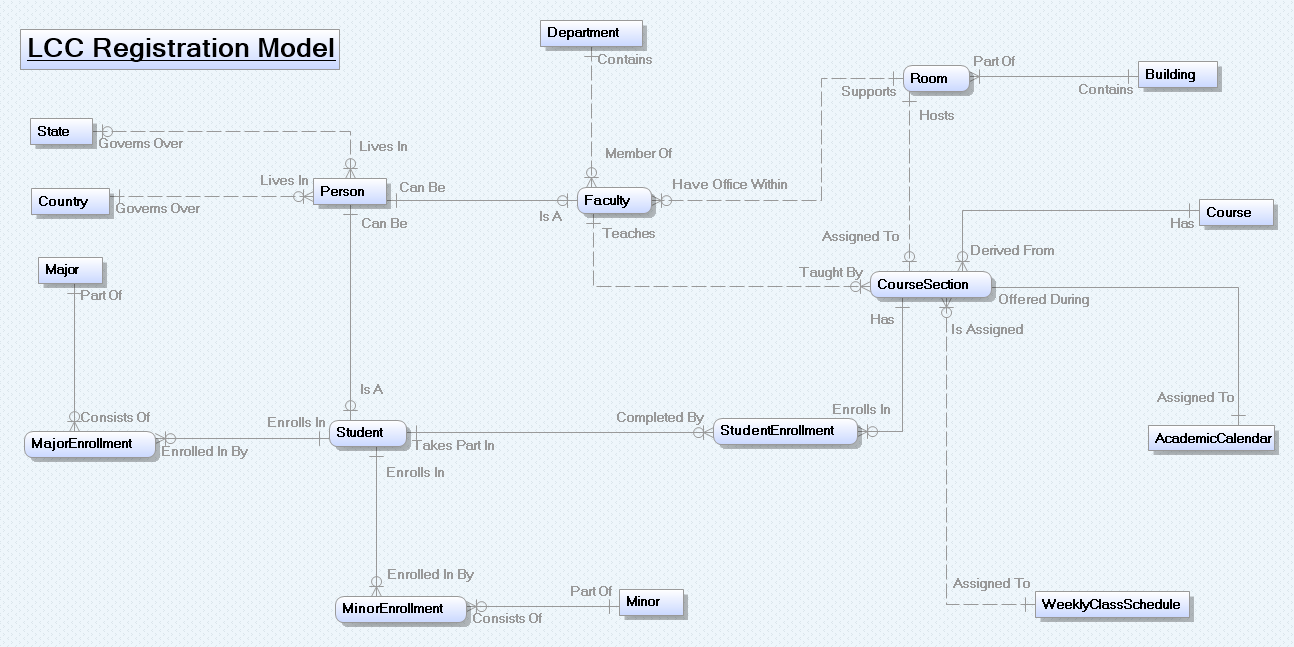 LCC Registration Model
Department
Contains
Room
Part Of
Building
Supports
Contains
Hosts
State
Governs Over
Lives In
Member Of
Country
Governs Over
Lives In
Person
Can Be
Is A
Faculty
Have Office Within
Can Be
Teaches
Assigned To
Course
Has
Derived From
Major
Part Of
Taught By
CourseSection
Offered During
Has
Is Assigned
Is A
Assigned To
Consists Of
Enrolls In
Completed By
Enrolls In
MajorEnrollment
Enrolled In By
Student
Takes Part In
StudentEnrollment
AcademicCalendar
Enrolls In
Enrolled In By
Part Of
Assigned To
MinorEnrollment
Consists Of
Minor
WeeklyClassSchedule